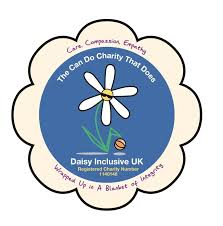 Care, Compassion, Empathy
The Can Do Charity That Does
Daisy Inclusive UK
Registered Charity Number
1140148
Wrapped Up in A Blanket of Integrity